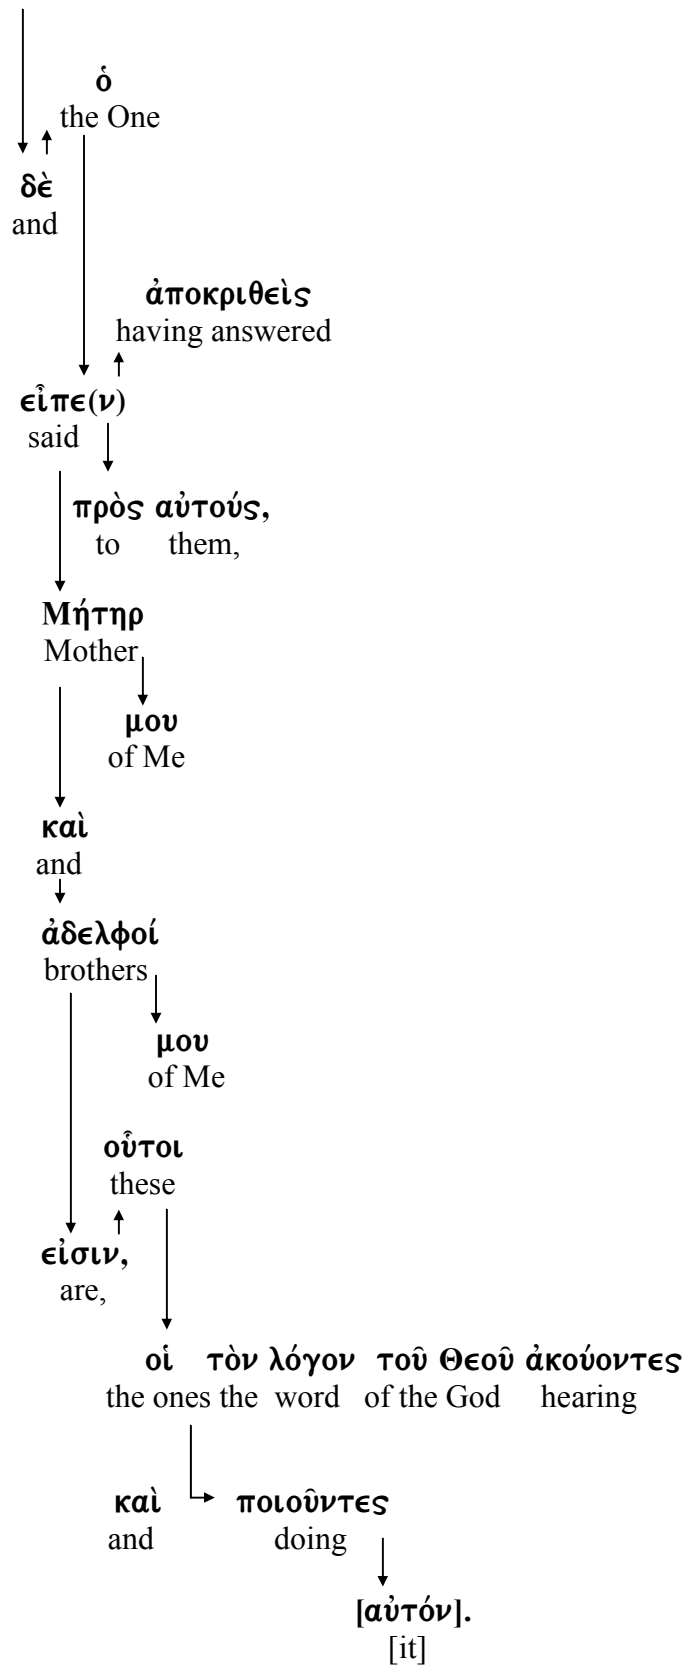 ὁ
the One
δὲ
and
ἀποκριθεὶς
having answered
εἶπε(ν)
said
πρὸς αὐτούς,
to them,
Μήτηρ
Mother
μου
of Me
καὶ
and
ἀδελφοί
brothers
μου
of Me
οὗτοι
these
εἰσιν,
are,
οἱ τὸν λόγον τοῦ Θεοῦ ἀκούοντες
the ones the word of the God hearing
καὶ ποιοῦντες
and doing
[αὐτόν].
[it]